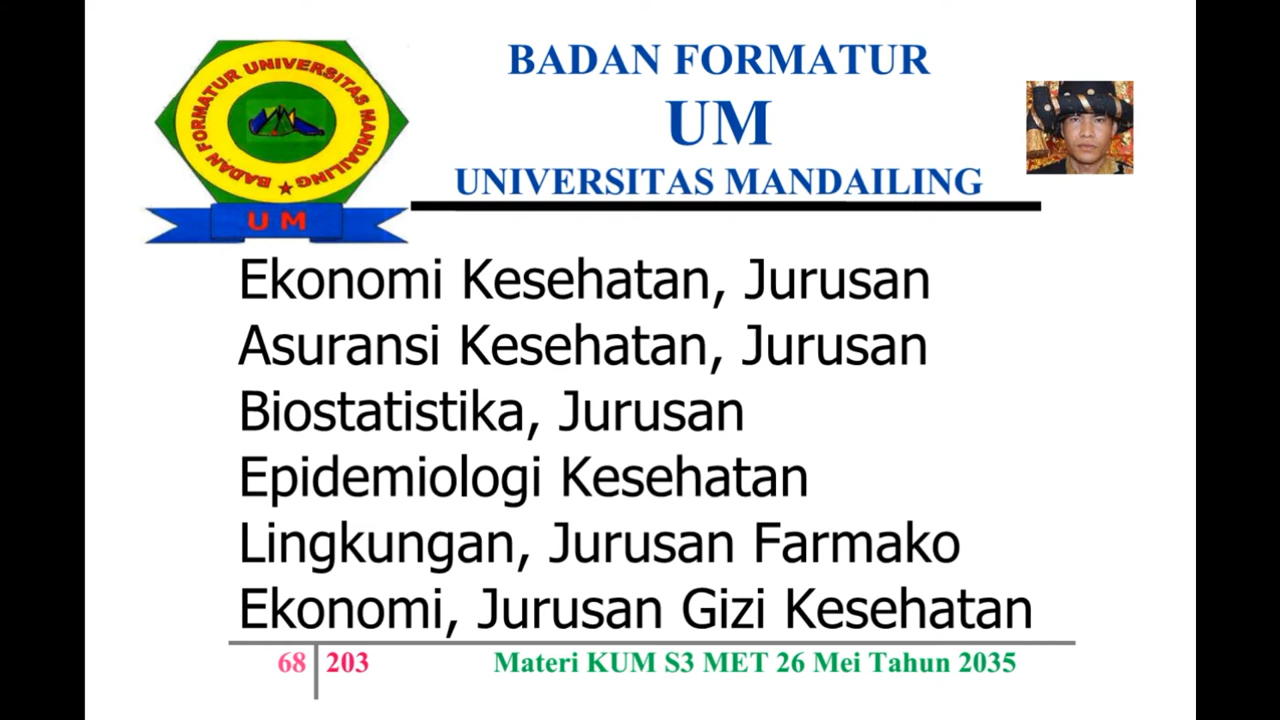 BADAN FORMATUR UNIVERSITAS MANDAILING
UM
BADAN FORMATUR
UM
UNIVERSITAS MANDAILING
Ekonomi Kesehatan, Jurusan
Asuransi Kesehatan, Jurusan
Biostatistika, Jurusan
Epidemiologi Kesehatan
Lingkungan, Jurusan Farmako
Ekonomi, Jurusan Gizi Kesehatan
68 203 Materi KUM S3 MET 26 Mei Tahun 2035